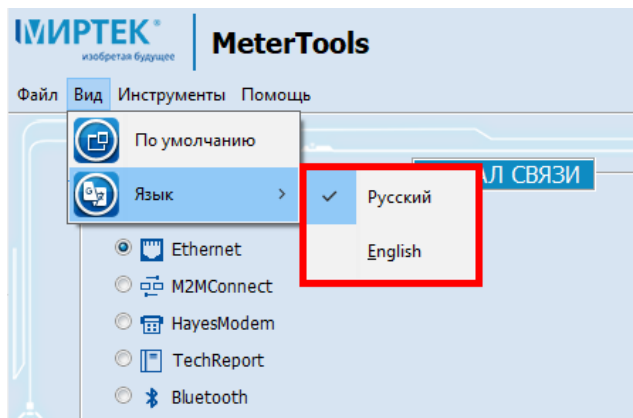 МИРТЕК®
изобретая будущее
MeterTools
Файл Вид Инструменты Помощь
По умолчанию
Л СВЯЗИ
Язык > ✓ Русский
English
Ethernet
M2MConnect
HayesModem
TechReport
Bluetooth